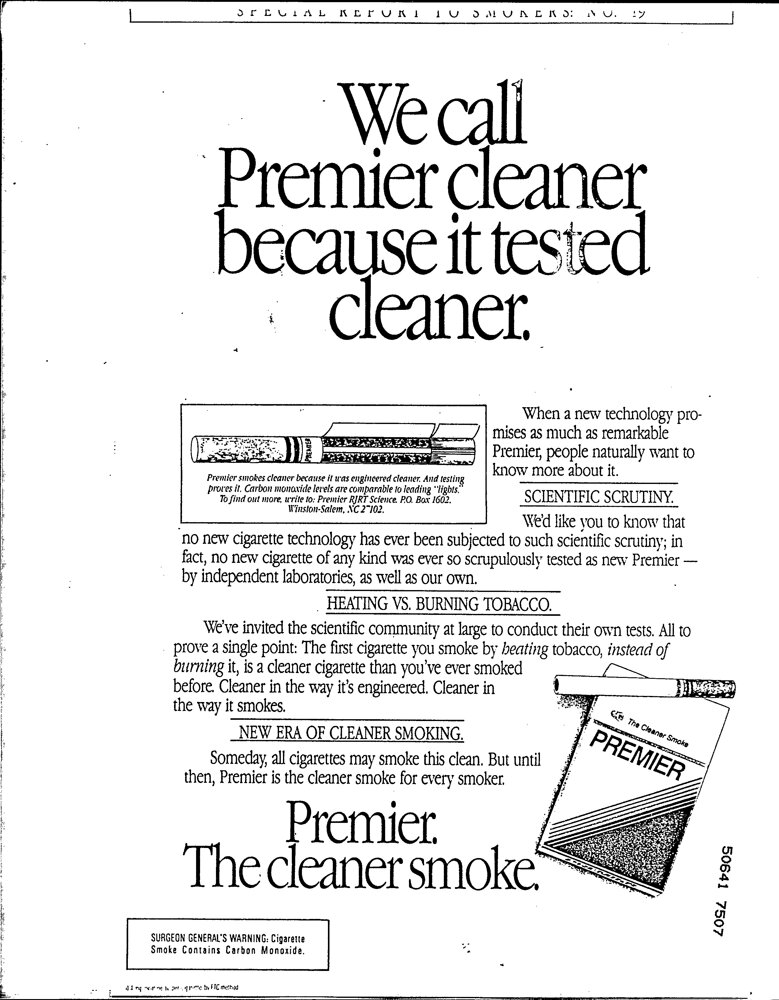 SPECIAL REPORT TO SMOKERS: NO. 19
We call
Premier cleaner
because it tested
cleaner.
PREMIER
Premier smokes cleaner because it was engineered cleaner. And testing
proves it. Carbon monoxide levels are comparable to leading "lights."
To find out more, write to: Premier RJRT Science P.O. Box 1602.
Winston-Salem, NC 27102.
When a new technology pro-
mises as much as remarkable
Premier, people naturally want to
know more about it.
SCIENTIFIC SCRUTINY.
We'd like you to know that
no new cigarette technology has ever been subjected to such scientific scrutiny; in
fact, no new cigarette of any kind was ever so scrupulously tested as new Premier —
by independent laboratories, as well as our own.
HEATING VS. BURNING TOBACCO.
We've invited the scientific community at large to conduct their own tests. All to
prove a single point: The first cigarette you smoke by heating tobacco, instead of
burning it, is a cleaner cigarette than you've ever smoked
before. Cleaner in the way it's engineered. Cleaner in
the way it smokes.
NEW ERA OF CLEANER SMOKING.
Someday, all cigarettes may smoke this clean. But until
then, Premier is the cleaner smoke for every smoker.
The Cleaner Smoke
PREMIER
Premier.
The cleaner smoke.
50641 7507
SURGEON GENERAL'S WARNING: Cigarette
Smoke Contains Carbon Monoxide.
by FTC method